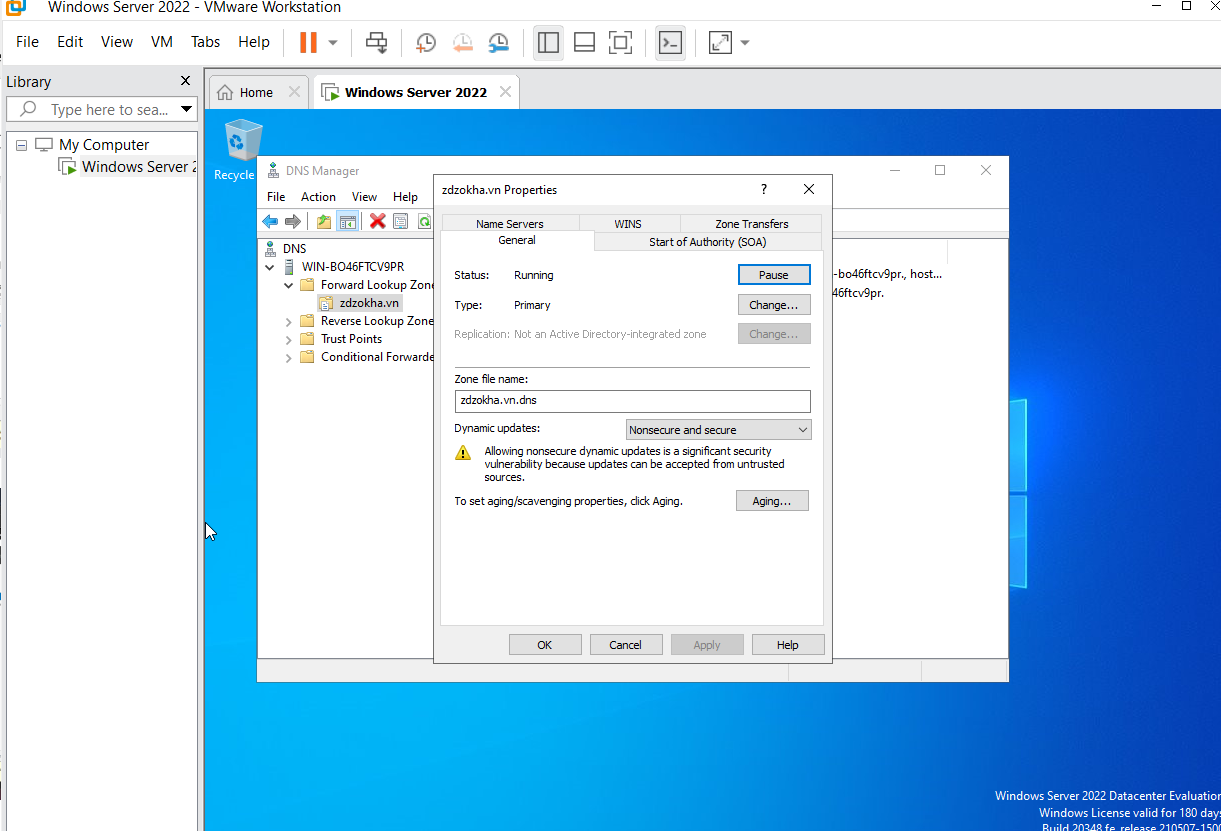 Windows Server 2022 - VMware Workstation
File Edit View VM Tabs Help
Library
Type here to sea...
My Computer
Windows Server 2
Home
Windows Server 2022
Recycle
DNS Manager
File Action View Help
DNS
WIN-BO46FTCV9PR
Forward Lookup Zone
zdzokha.vn
Reverse Lookup Zone
Trust Points
Conditional Forwarde
-bo46ftcv9pr., host...
46ftcv9pr.
zdzokha.vn Properties
?
Name Servers WINS Zone Transfers
General Start of Authority (SOA)
Status: Running Pause
Type: Primary Change...
Replication: Not an Active Directory-integrated zone Change...
Zone file name:
zdzokha.vn.dns
Dynamic updates: Nonsecure and secure
Allowing nonsecure dynamic updates is a significant security
vulnerability because updates can be accepted from untrusted
sources.
To set aging/scavenging properties, click Aging. Aging...
OK Cancel Apply Help
Windows Server 2022 Datacenter Evaluation
Windows License valid for 180 days
Build 20348.fe_release.210507-1500